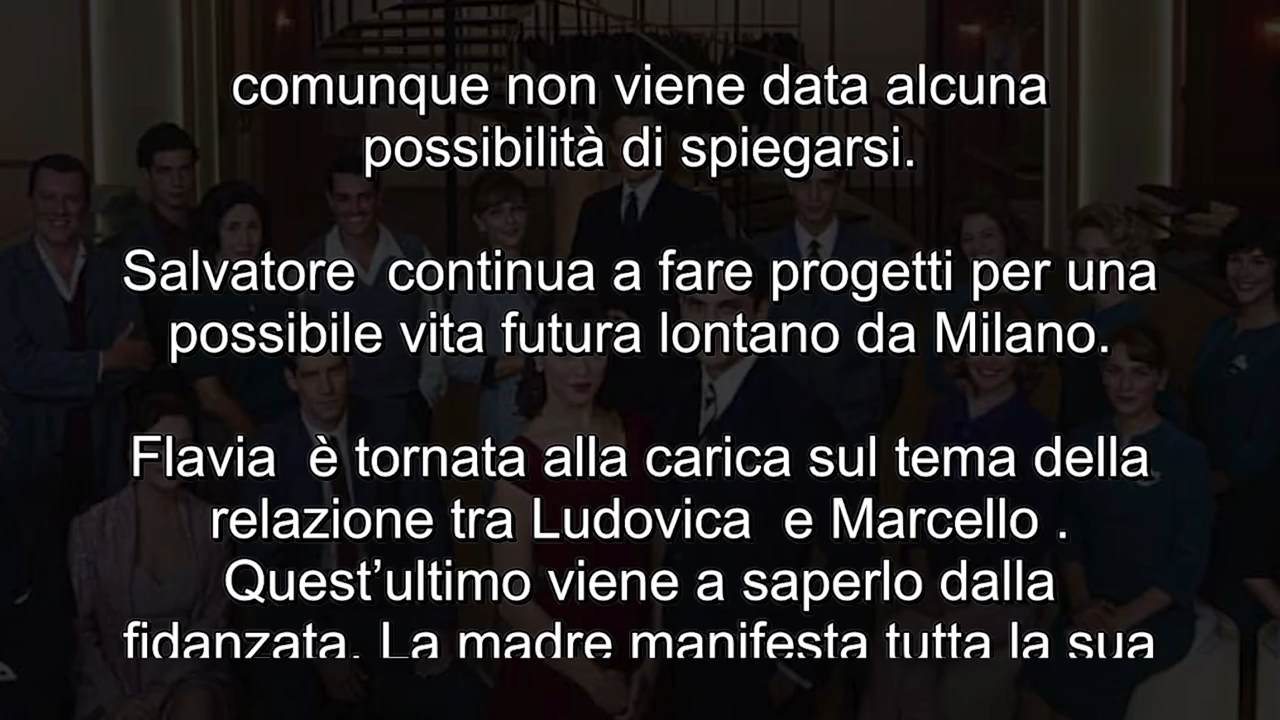 comunque non viene data alcuna
possibilità di spiegarsi.
Salvatore  continua a fare progetti per una
possibile vita futura lontano da Milano.
Flavia  è tornata alla carica sul tema della
relazione tra Ludovica  e Marcello .
Quest’ultimo viene a saperlo dalla
fidanzata. La madre manifesta tutta la sua